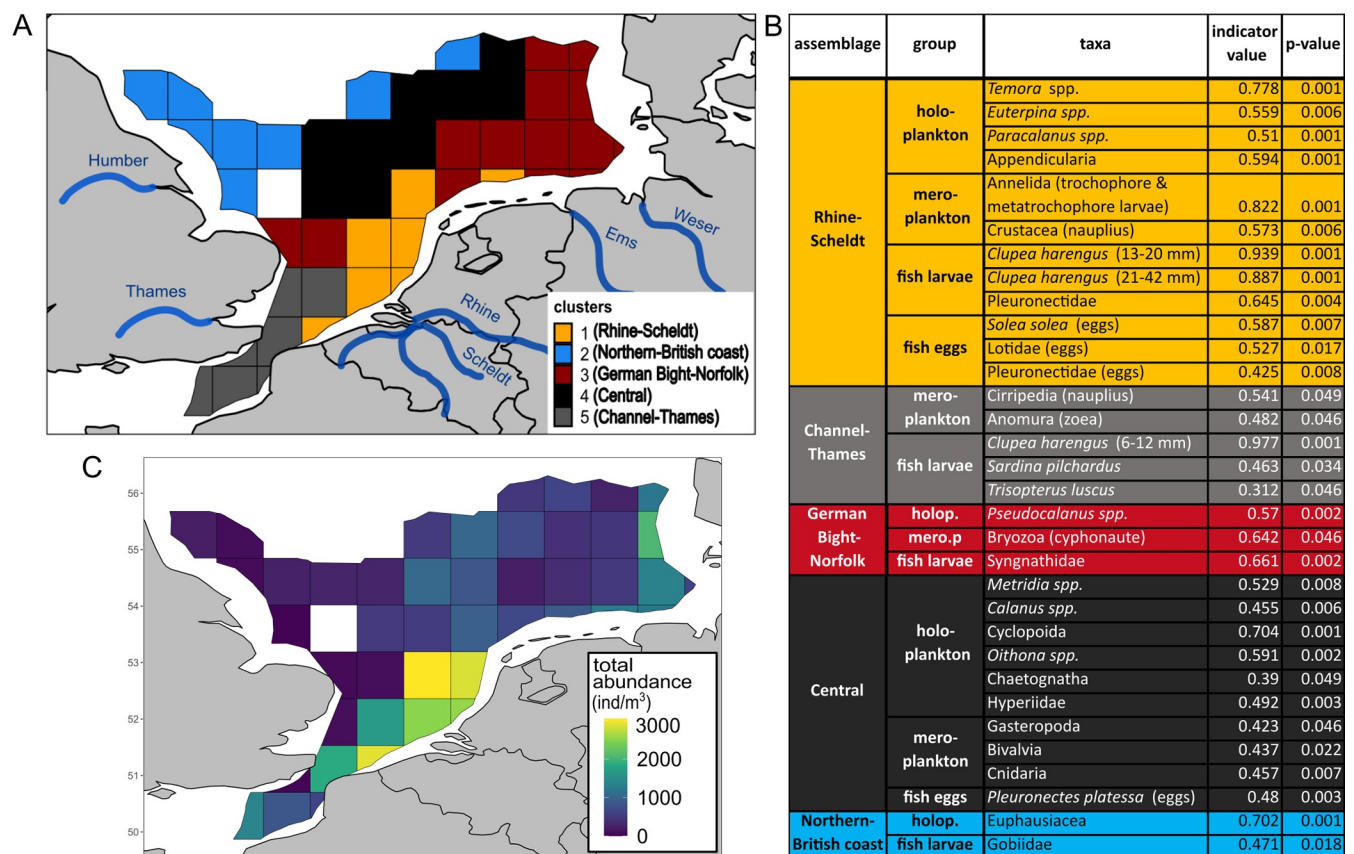 A
Humber
Thames
Weser
Ems
Rhine
Scheldt
clusters
1 (Rhine-Scheldt)
2 (Northern-British coast)
3 (German Bight-Norfolk)
4 (Central)
5 (Channel-Thames)
B
assemblage group taxa indicator value p-value
Rhine-Scheldt
holo-plankton
Temora spp. 0.778 0.001
Euterpina spp. 0.559 0.006
Paracalanus spp. 0.51 0.001
Appendicularia 0.594 0.001
mero-plankton
Annelida (trochophore &
metatrochophore larvae) 0.822 0.001
Crustacea (nauplius) 0.573 0.006
fish larvae
Clupea harengus (13-20 mm) 0.939 0.001
Clupea harengus (21-42 mm) 0.887 0.001
Pleuronectidae 0.645 0.004
fish eggs
Solea solea (eggs) 0.587 0.007
Lotidae (eggs) 0.527 0.017
Pleuronectidae (eggs) 0.425 0.008
Channel-Thames
mero-plankton
Cirripedia (nauplius) 0.541 0.049
Anomura (zoea) 0.482 0.046
fish larvae
Clupea harengus (6-12 mm) 0.977 0.001
Sardina pilchardus 0.463 0.034
Trisopterus luscus 0.312 0.046
German Bight-Norfolk
holop. Pseudocalanus spp. 0.57 0.002
mero.p Bryozoa (cyphonaute) 0.642 0.046
fish larvae Syngnathidae 0.661 0.002
Central
holo-plankton
Metridia spp. 0.529 0.008
Calanus spp. 0.455 0.006
Cyclopoida 0.704 0.001
Oithona spp. 0.591 0.002
Chaetognatha 0.39 0.049
Hyperiidae 0.492 0.003
mero-plankton
Gasteropoda 0.423 0.046
Bivalvia 0.437 0.022
Cnidaria 0.457 0.007
fish eggs Pleuronectes platessa (eggs) 0.48 0.003
Northern-British coast
holop. Euphausiacea 0.702 0.001
fish larvae Gobiidae 0.471 0.018
C
56
55
54
53
52
51
50
total
abundance
(ind/m³)
3000
2000
1000
0